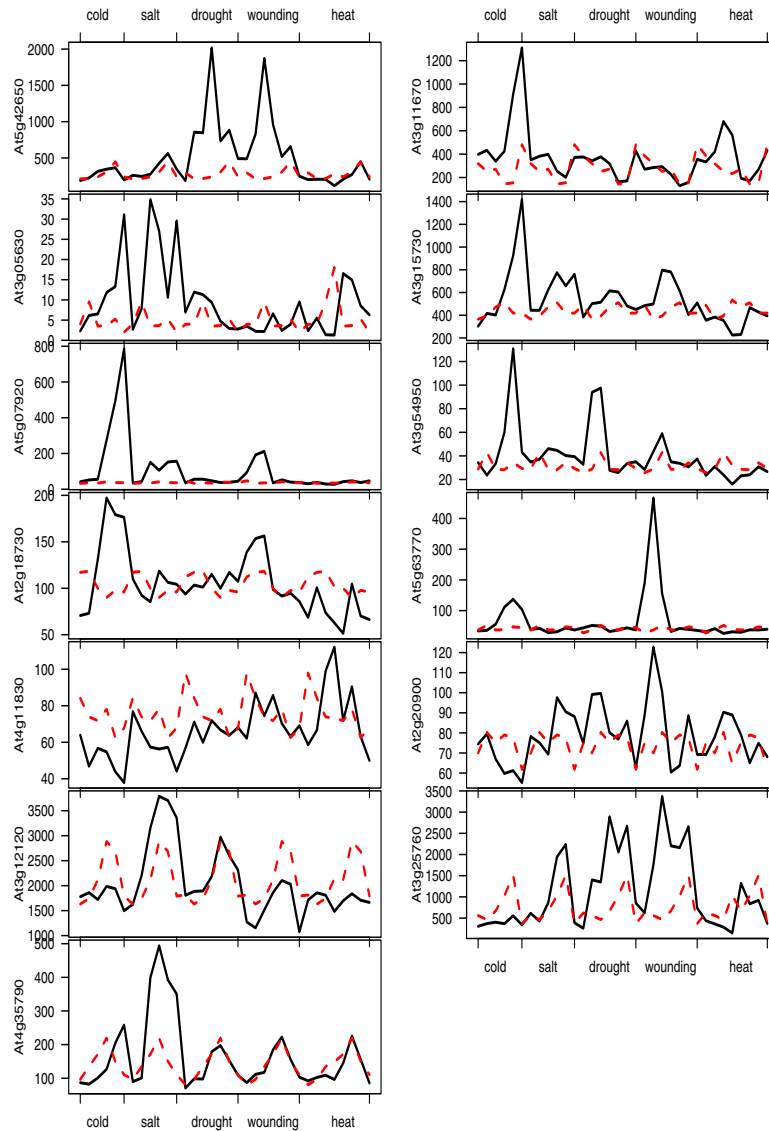 cold salt drought wounding heat
cold salt drought wounding heat
At5g42650
500 1000 1500 2000
At3g11670
200 400 600 800 1000 1200
At3g05630
0 5 10 15 20 25 30 35
At3g15730
200 400 600 800 1000 1200 1400
At5g07920
0 200 400 600 800
At3g54950
20 40 60 80 100 120
At2g18730
50 100 150 200
At5g63770
100 200 300 400
At4g11830
40 60 80 100
At2g20900
60 70 80 90 100 110 120
At3g12120
1000 1500 2000 2500 3000 3500
At3g25760
500 1000 1500 2000 2500 3000 3500
cold salt drought wounding heat
At4g35790
100 200 300 400 500
cold salt drought wounding heat